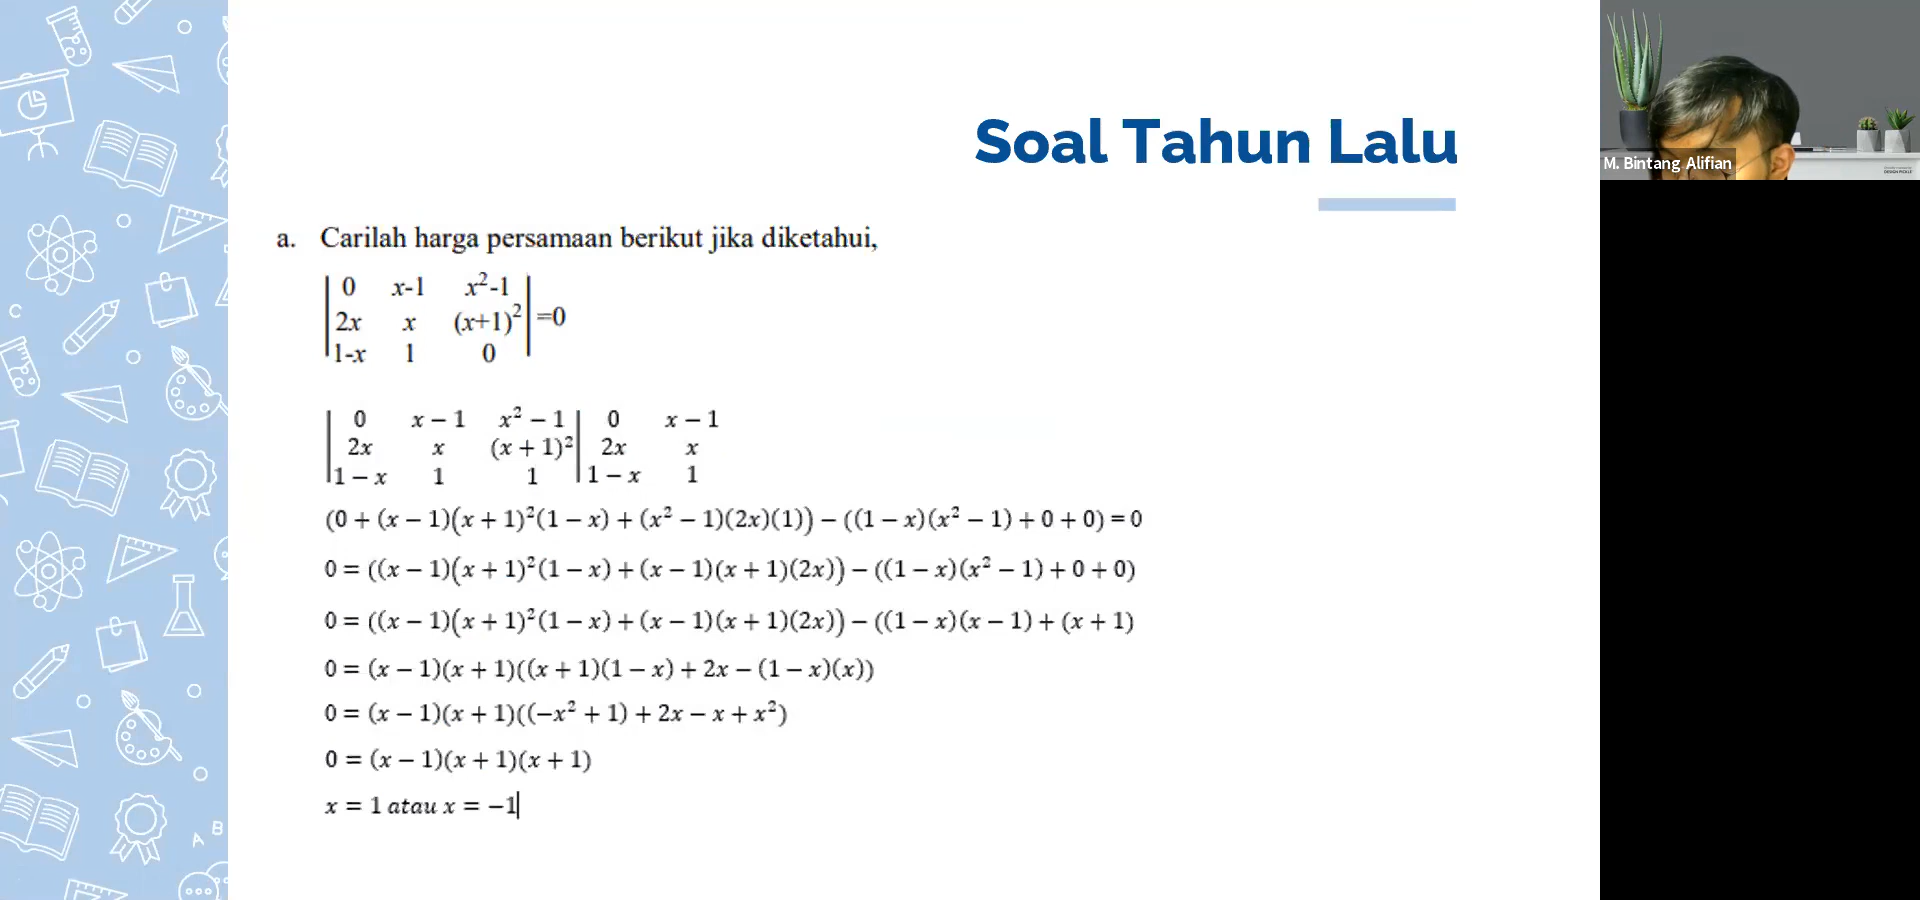 Soal Tahun Lalu
M. Bintang Alifian
a. Carilah harga persamaan berikut jika diketahui,
| 0 x-1 x²-1 |
| 2x x (x+1)² | =0
| 1-x 1 0 |
| 0 x − 1 x² − 1 | 0 x − 1
| 2x x (x + 1)² | 2x x
| 1 − x 1 1 | 1 − x 1
(0 + (x − 1)(x + 1)²(1 − x) + (x² − 1)(2x)(1)) − ((1 − x)(x² − 1) + 0 + 0) = 0
0 = ((x − 1)(x + 1)²(1 − x) + (x − 1)(x + 1)(2x)) − ((1 − x)(x² − 1) + 0 + 0)
0 = ((x − 1)(x + 1)²(1 − x) + (x − 1)(x + 1)(2x)) − ((1 − x)(x − 1) + (x + 1)
0 = (x − 1)(x + 1)((x + 1)(1 − x) + 2x − (1 − x)(x))
0 = (x − 1)(x + 1)((−x² + 1) + 2x − x + x²)
0 = (x − 1)(x + 1)(x + 1)
x = 1 atau x = −1
A B
C